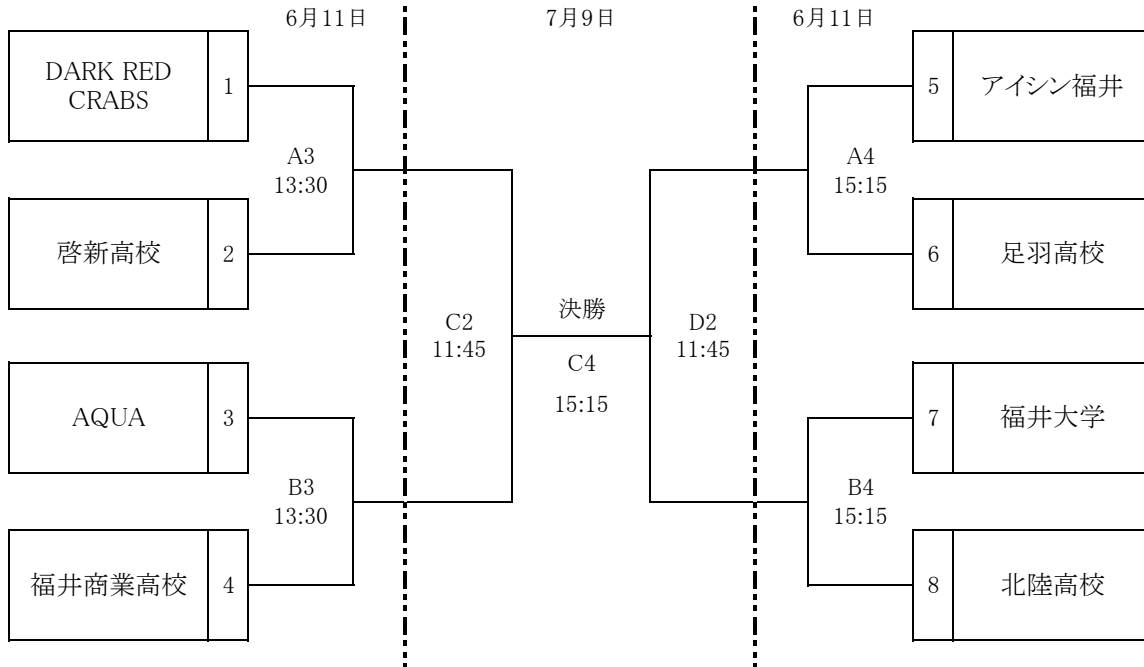 6月11日
7月9日
6月11日
DARK RED
CRABS
1
A3
13:30
啓新高校
2
C2
11:45
AQUA
3
B3
13:30
福井商業高校
4
決勝
C4
15:15
D2
11:45
5
アイシン福井
A4
15:15
6
足羽高校
7
福井大学
B4
15:15
8
北陸高校